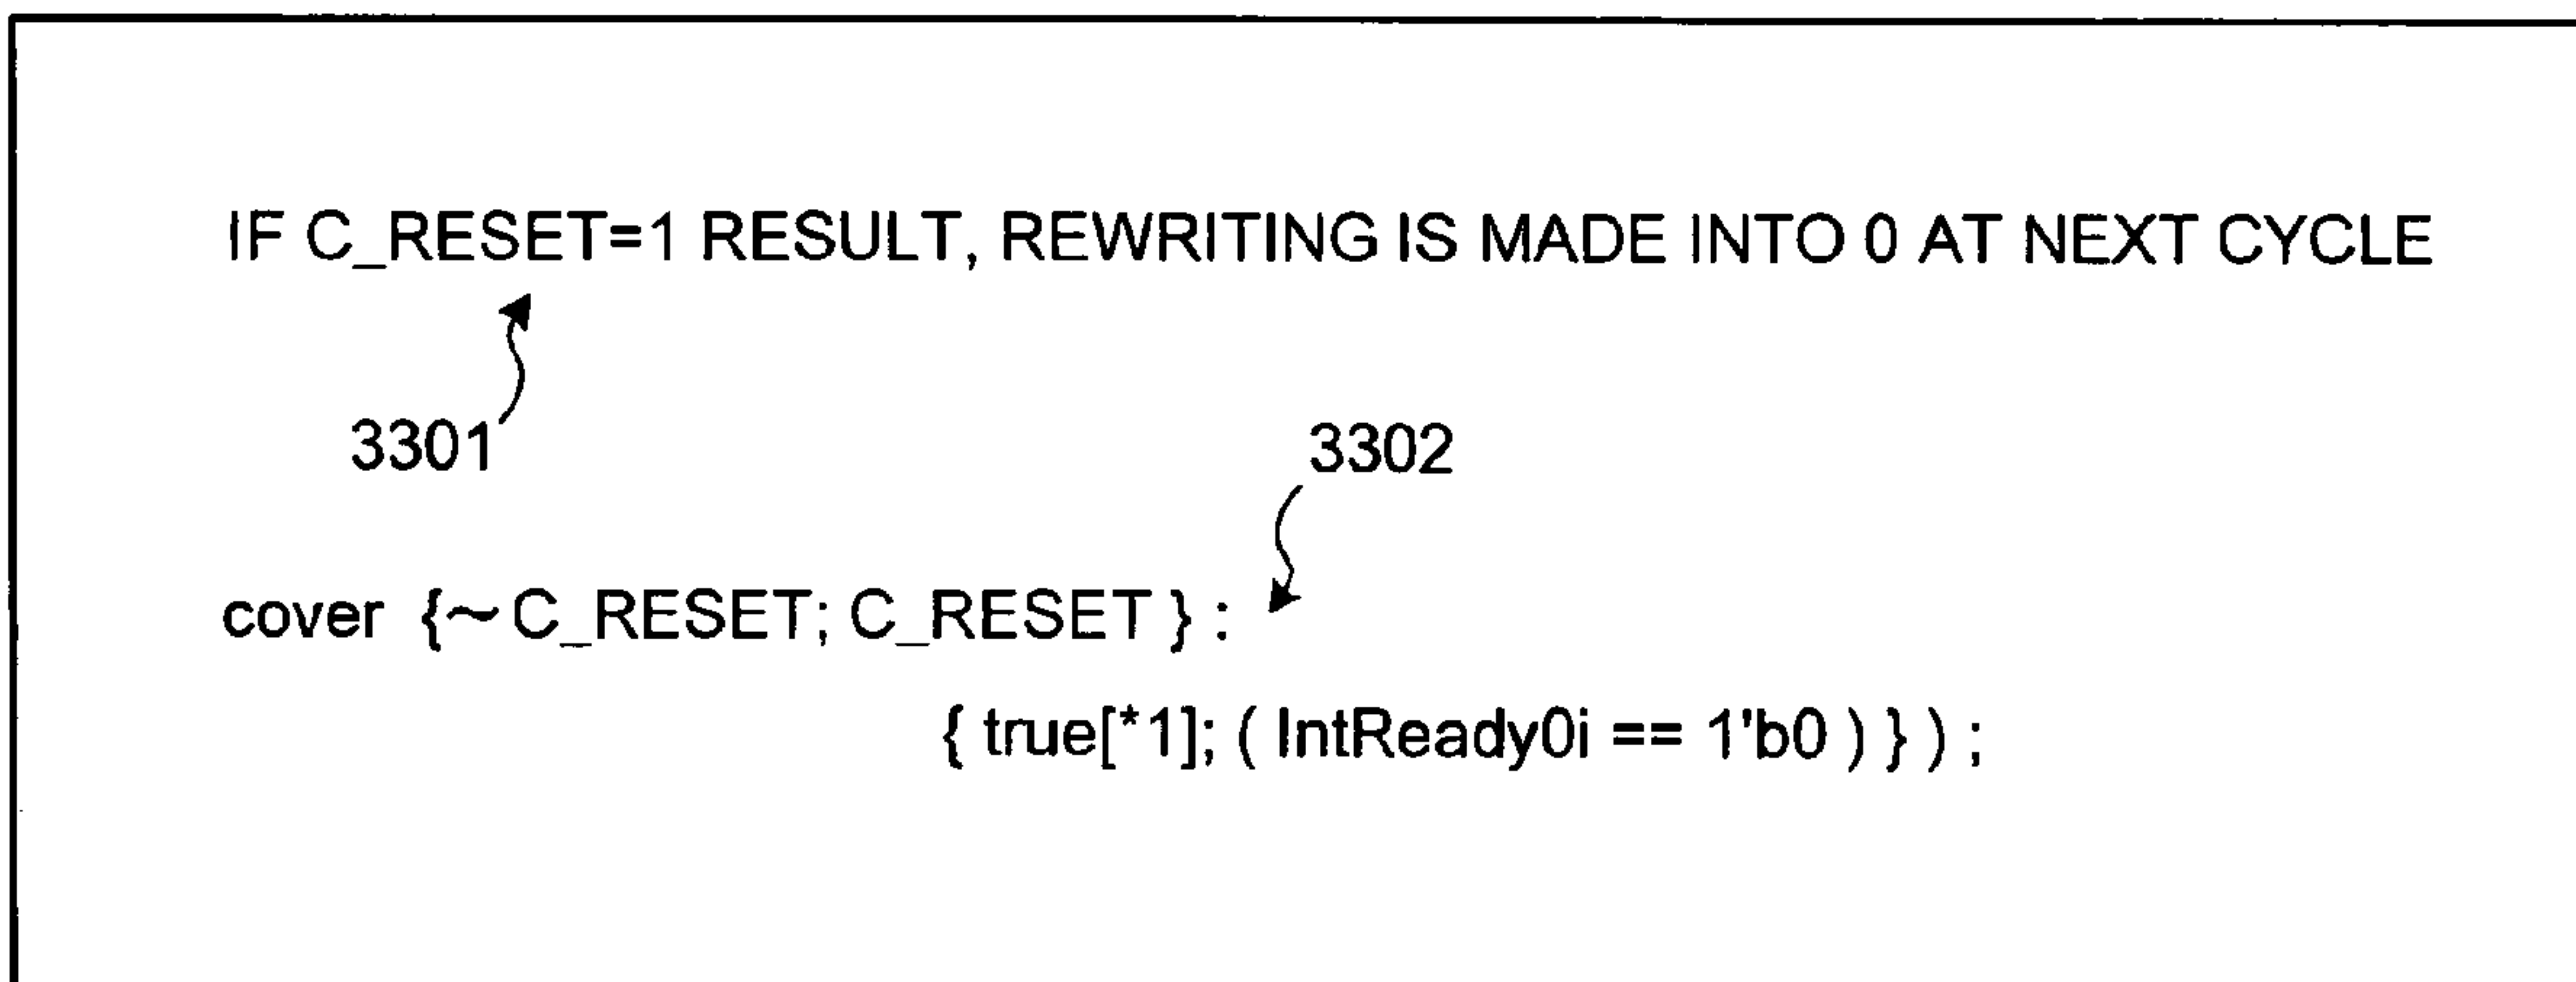 IF C_RESET=1 RESULT, REWRITING IS MADE INTO 0 AT NEXT CYCLE
3301
3302
cover {~C_RESET; C_RESET } :
{ true[*1]; ( IntReady0i == 1'b0 ) } ) ;